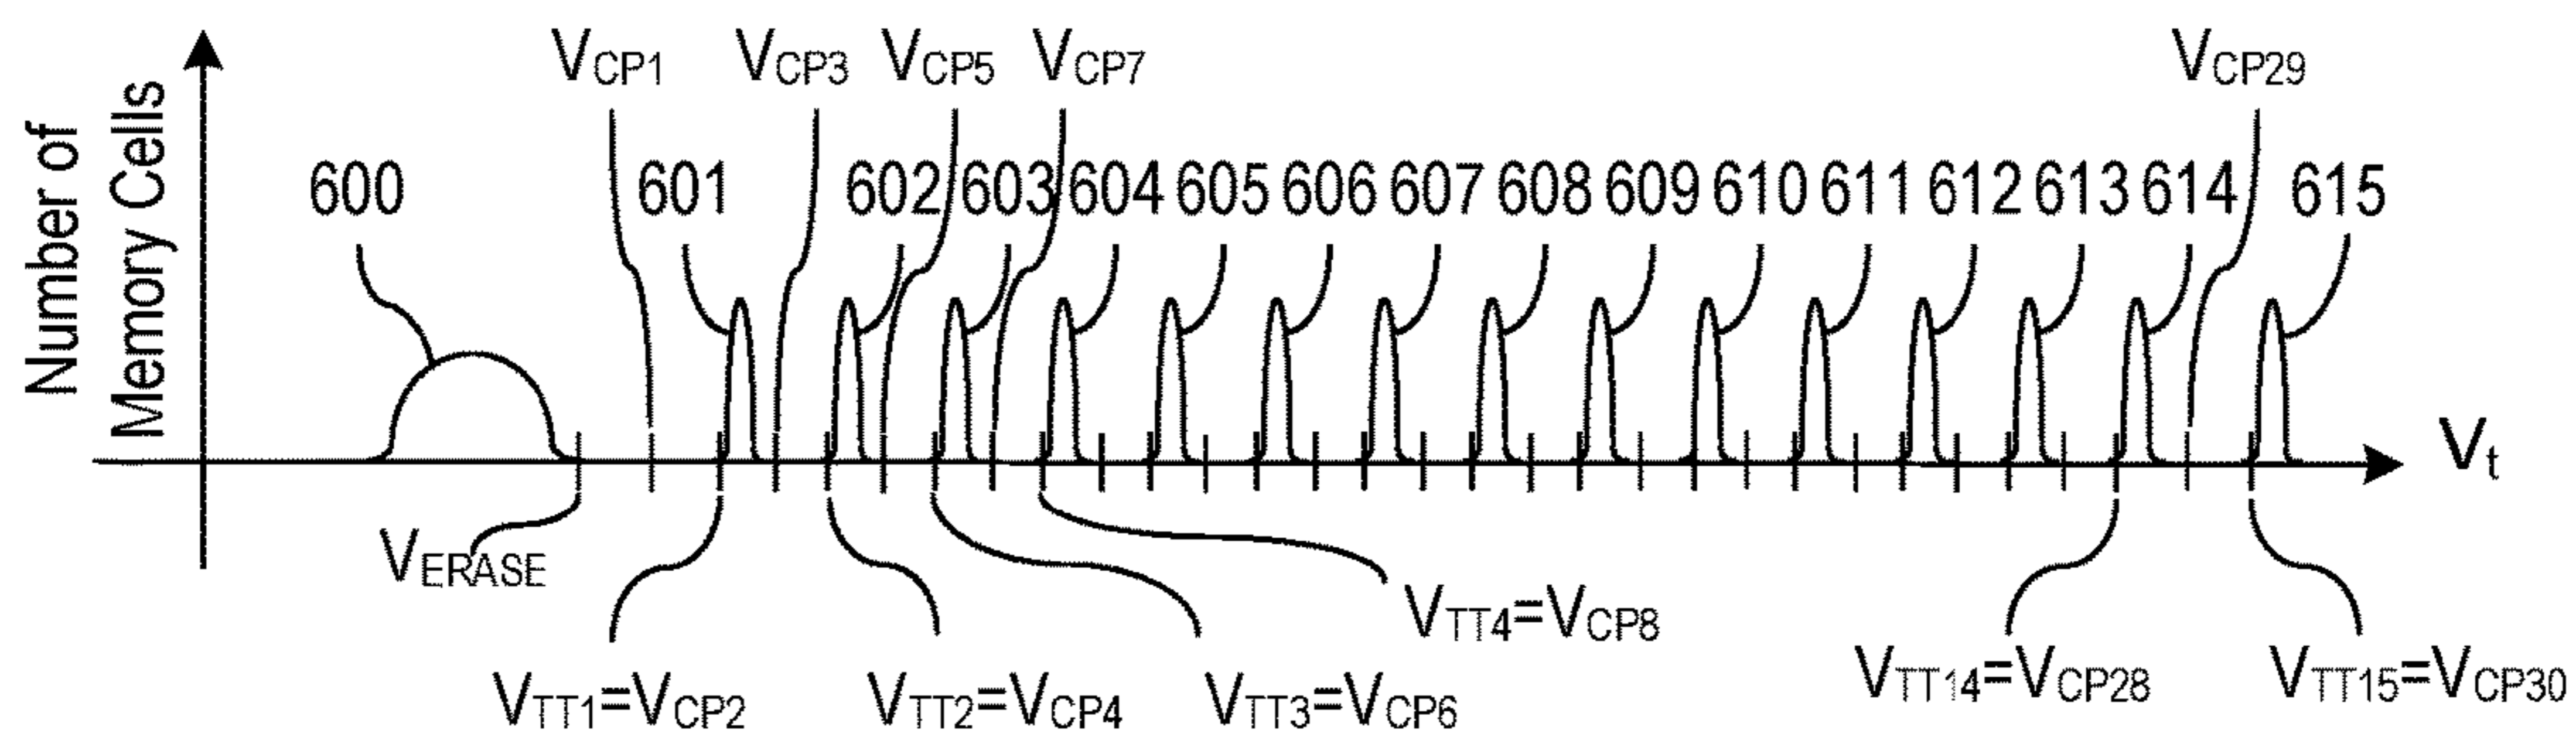 Number of
Memory Cells
VCP1 VCP3 VCP5 VCP7 VCP29
600 601 602 603 604 605 606 607 608 609 610 611 612 613 614 615
Vt
VERASE
VTT4=VCP8
VTT1=VCP2 VTT2=VCP4 VTT3=VCP6 VTT14=VCP28 VTT15=VCP30